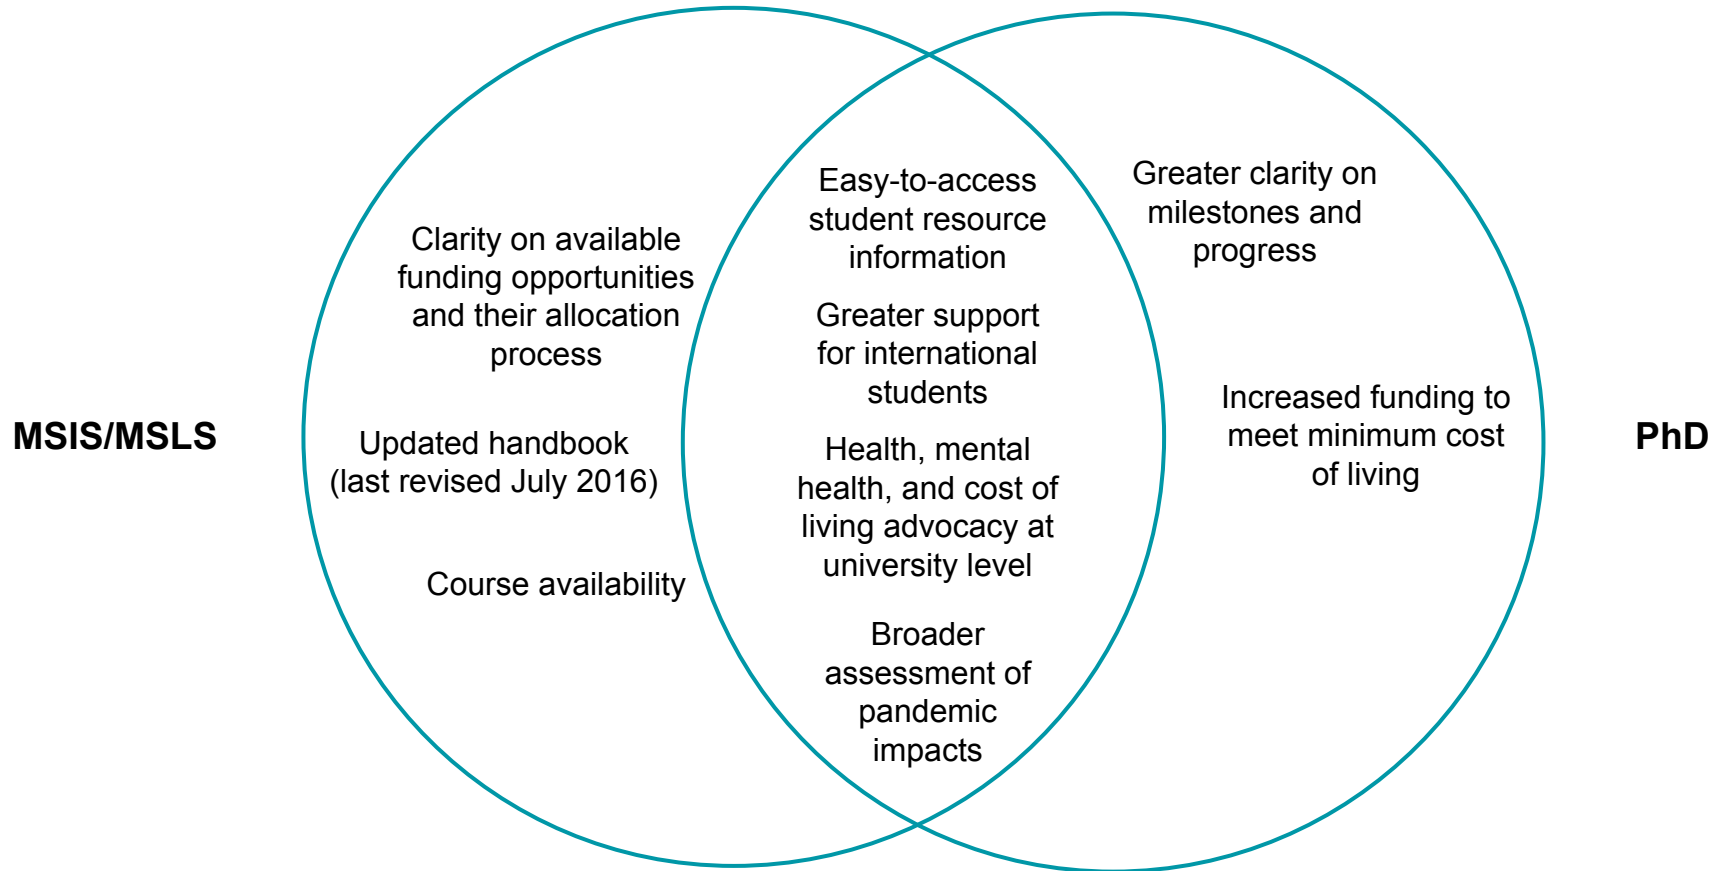 MSIS/MSLS
Clarity on available
funding opportunities
and their allocation
process
Updated handbook
(last revised July 2016)
Course availability
Easy-to-access
student resource
information
Greater support
for international
students
Health, mental
health, and cost of
living advocacy at
university level
Broader
assessment of
pandemic
impacts
Greater clarity on
milestones and
progress
Increased funding to
meet minimum cost
of living
PhD